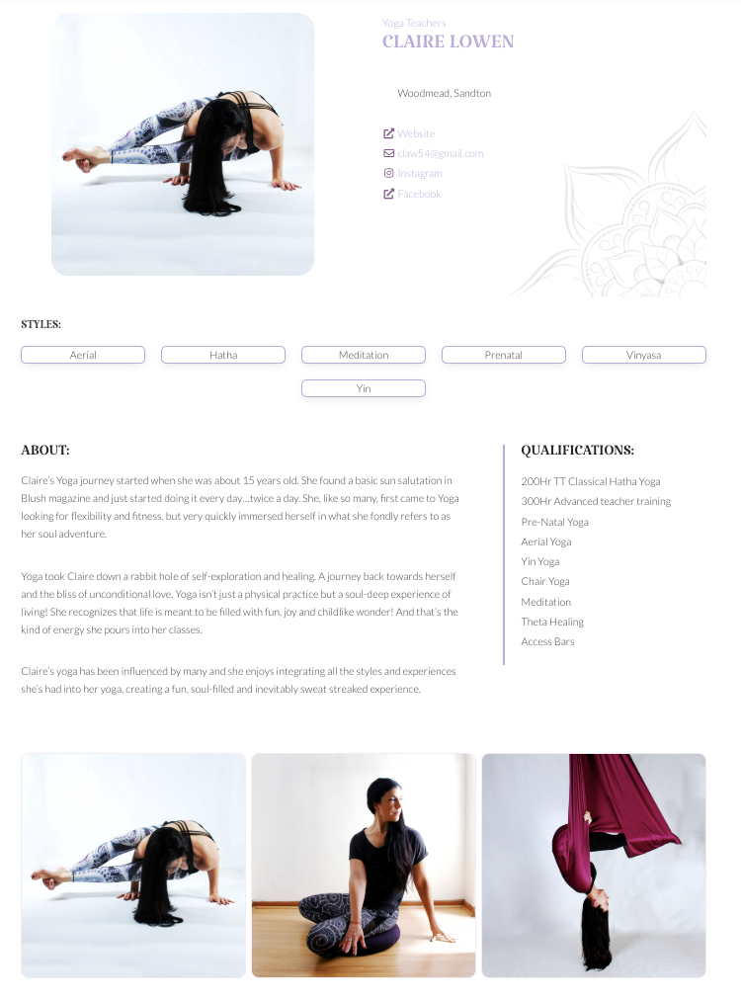 Yoga Teachers
CLAIRE LOWEN
Woodmead, Sandton
Website
claw54@gmail.com
Instagram
Facebook
STYLES:
Aerial
Hatha
Meditation
Prenatal
Vinyasa
Yin
ABOUT:
Claire's Yoga journey started when she was about 15 years old. She found a basic sun salutation in
Blush magazine and just started doing it every day…twice a day. She, like so many, first came to Yoga
looking for flexibility and fitness, but very quickly immersed herself in what she fondly refers to as
her soul adventure.
Yoga took Claire down a rabbit hole of self-exploration and healing. A journey back towards herself
and the bliss of unconditional love. Yoga isn't just a physical practice but a soul-deep experience of
living! She recognizes that life is meant to be filled with fun, joy and childlike wonder! And that's the
kind of energy she pours into her classes.
Claire's yoga has been influenced by many and she enjoys integrating all the styles and experiences
she's had into her yoga, creating a fun, soul-filled and inevitably sweat streaked experience.
QUALIFICATIONS:
200Hr TT Classical Hatha Yoga
300Hr Advanced teacher training
Pre-Natal Yoga
Aerial Yoga
Yin Yoga
Chair Yoga
Meditation
Theta Healing
Access Bars